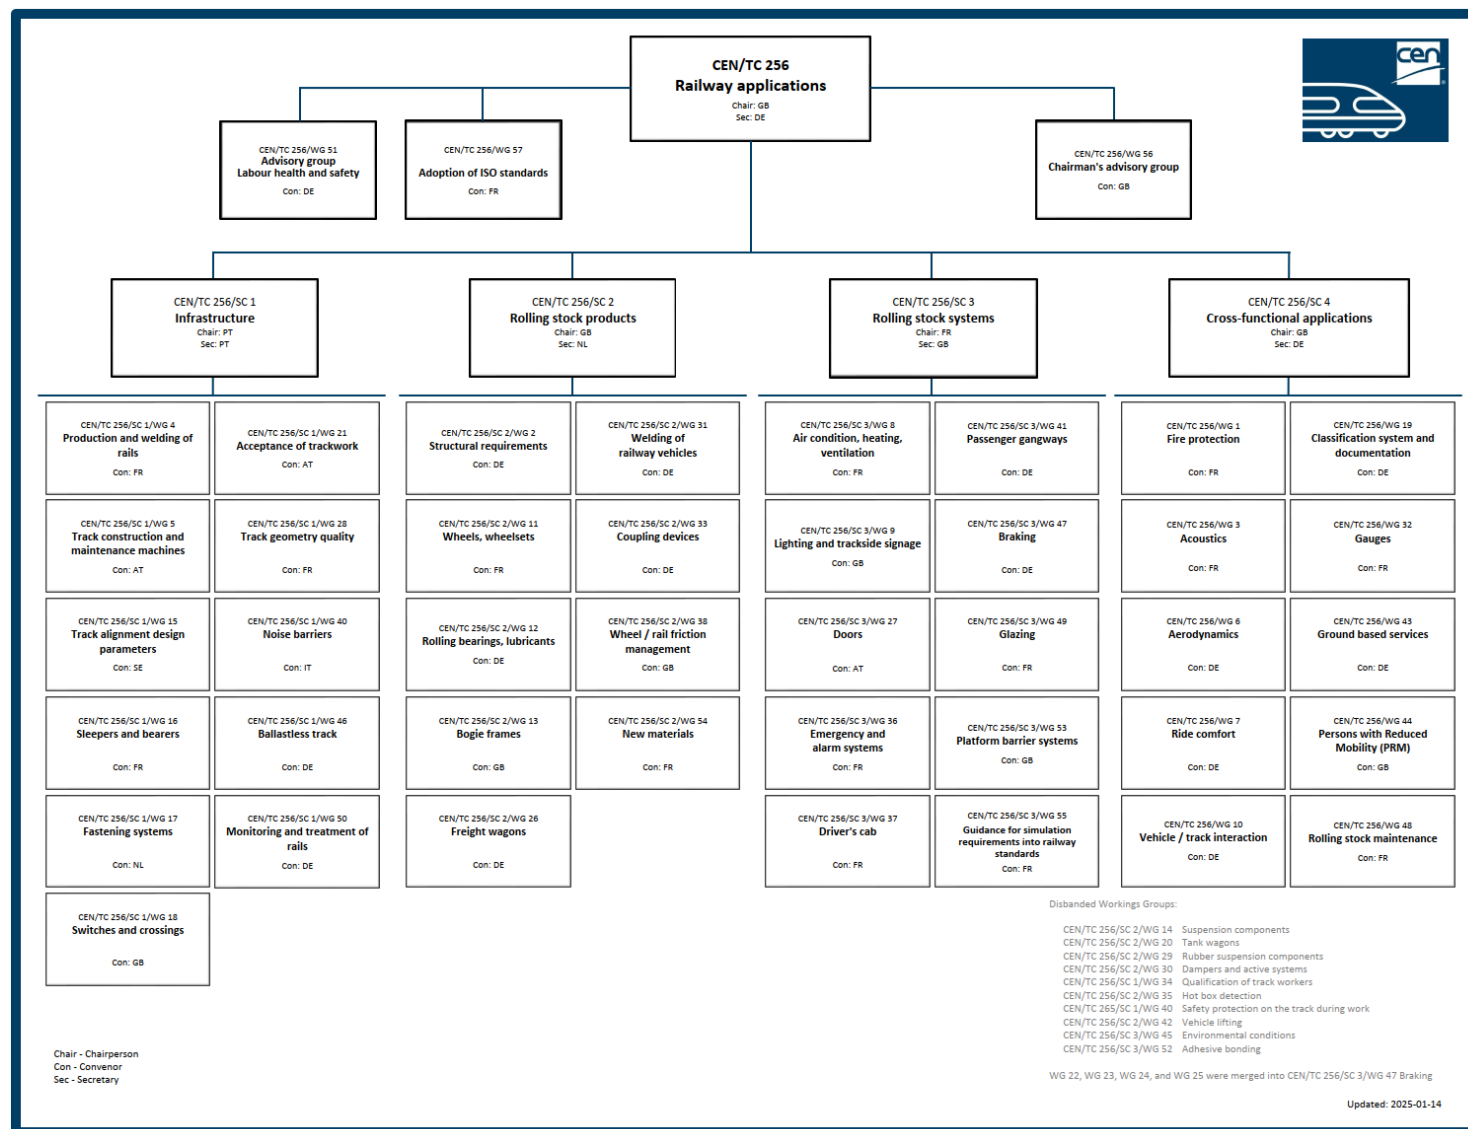 CEN/TC 256
Railway applications
Chair: GB
Sec: DE
cen
CEN/TC 256/WG 51
Advisory group
Labour health and safety
Con: DE
CEN/TC 256/WG 57
Adoption of ISO standards
Con: FR
CEN/TC 256/WG 56
Chairman's advisory group
Con: GB
CEN/TC 256/SC 1
Infrastructure
Chair: PT
Sec: PT
CEN/TC 256/SC 2
Rolling stock products
Chair: GB
Sec: NL
CEN/TC 256/SC 3
Rolling stock systems
Chair: FR
Sec: GB
CEN/TC 256/SC 4
Cross-functional applications
Chair: GB
Sec: DE
CEN/TC 256/SC 1/WG 4
Production and welding of
rails
Con: FR
CEN/TC 256/SC 1/WG 21
Acceptance of trackwork
Con: AT
CEN/TC 256/SC 1/WG 5
Track construction and
maintenance machines
Con: AT
CEN/TC 256/SC 1/WG 28
Track geometry quality
Con: FR
CEN/TC 256/SC 1/WG 15
Track alignment design
parameters
Con: SE
CEN/TC 256/SC 1/WG 40
Noise barriers
Con: IT
CEN/TC 256/SC 1/WG 16
Sleepers and bearers
Con: FR
CEN/TC 256/SC 1/WG 46
Ballastless track
Con: DE
CEN/TC 256/SC 1/WG 17
Fastening systems
Con: NL
CEN/TC 256/SC 1/WG 50
Monitoring and treatment of
rails
Con: DE
CEN/TC 256/SC 1/WG 18
Switches and crossings
Con: GB
CEN/TC 256/SC 2/WG 2
Structural requirements
Con: DE
CEN/TC 256/SC 2/WG 31
Welding of
railway vehicles
Con: DE
CEN/TC 256/SC 2/WG 11
Wheels, wheelsets
Con: FR
CEN/TC 256/SC 2/WG 33
Coupling devices
Con: DE
CEN/TC 256/SC 2/WG 12
Rolling bearings, lubricants
Con: DE
CEN/TC 256/SC 2/WG 38
Wheel / rail friction
management
Con: GB
CEN/TC 256/SC 2/WG 13
Bogie frames
Con: GB
CEN/TC 256/SC 2/WG 54
New materials
Con: FR
CEN/TC 256/SC 2/WG 26
Freight wagons
Con: DE
CEN/TC 256/SC 3/WG 8
Air condition, heating,
ventilation
Con: FR
CEN/TC 256/SC 3/WG 41
Passenger gangways
Con: DE
CEN/TC 256/SC 3/WG 9
Lighting and trackside signage
Con: GB
CEN/TC 256/SC 3/WG 47
Braking
Con: DE
CEN/TC 256/SC 3/WG 27
Doors
Con: AT
CEN/TC 256/SC 3/WG 49
Glazing
Con: FR
CEN/TC 256/SC 3/WG 36
Emergency and
alarm systems
Con: FR
CEN/TC 256/SC 3/WG 53
Platform barrier systems
Con: GB
CEN/TC 256/SC 3/WG 37
Driver's cab
Con: FR
CEN/TC 256/SC 3/WG 55
Guidance for simulation
requirements into railway
standards
Con: FR
CEN/TC 256/WG 1
Fire protection
Con: FR
CEN/TC 256/WG 19
Classification system and
documentation
Con: DE
CEN/TC 256/WG 3
Acoustics
Con: FR
CEN/TC 256/WG 32
Gauges
Con: FR
CEN/TC 256/WG 6
Aerodynamics
Con: DE
CEN/TC 256/WG 43
Ground based services
Con: DE
CEN/TC 256/WG 7
Ride comfort
Con: DE
CEN/TC 256/WG 44
Persons with Reduced
Mobility (PRM)
Con: GB
CEN/TC 256/WG 10
Vehicle / track interaction
Con: DE
CEN/TC 256/WG 48
Rolling stock maintenance
Con: FR
Disbanded Workings Groups:
CEN/TC 256/SC 2/WG 14 Suspension components
CEN/TC 256/SC 2/WG 20 Tank wagons
CEN/TC 256/SC 2/WG 29 Rubber suspension components
CEN/TC 256/SC 2/WG 30 Dampers and active systems
CEN/TC 256/SC 1/WG 34 Qualification of track workers
CEN/TC 256/SC 2/WG 35 Hot box detection
CEN/TC 265/SC 1/WG 40 Safety protection on the track during work
CEN/TC 256/SC 2/WG 42 Vehicle lifting
CEN/TC 256/SC 3/WG 45 Environmental conditions
CEN/TC 256/SC 3/WG 52 Adhesive bonding
WG 22, WG 23, WG 24, and WG 25 were merged into CEN/TC 256/SC 3/WG 47 Braking
Chair - Chairperson
Con - Convenor
Sec - Secretary
Updated: 2025-01-14